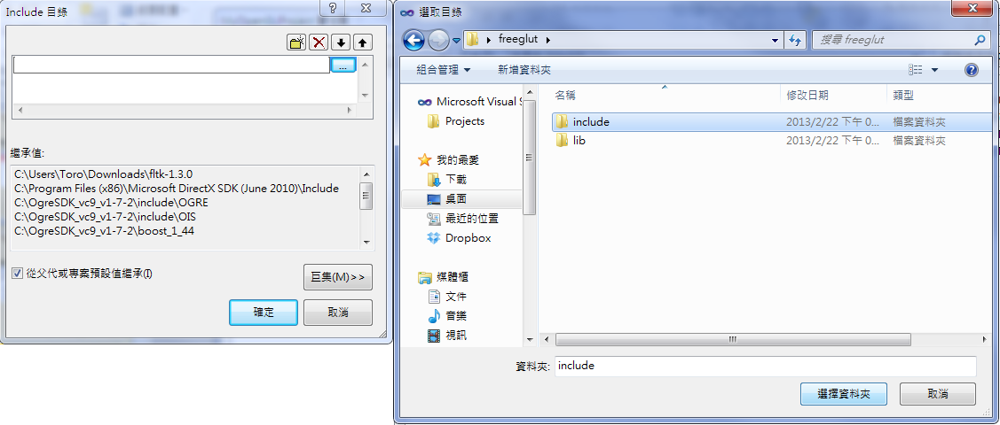 Include 目錄
...
繼承值:
C:\Users\Toro\Downloads\fltk-1.3.0
C:\Program Files (x86)\Microsoft DirectX SDK (June 2010)\Include
C:\OgreSDK_vc9_v1-7-2\include\OGRE
C:\OgreSDK_vc9_v1-7-2\include\OIS
C:\OgreSDK_vc9_v1-7-2\boost_1_44
從父代或專案預設值繼承(I)
巨集(M)>>
確定
取消
選取目錄
freeglut
搜尋 freeglut
組合管理
新增資料夾
Microsoft Visual S
Projects
我的最愛
下載
桌面
最近的位置
Dropbox
媒體櫃
文件
音樂
視訊
名稱 修改日期 類型
include 2013/2/22 下午 0... 檔案資料夾
lib 2013/2/22 下午 0... 檔案資料夾
資料夾: include
選擇資料夾
取消